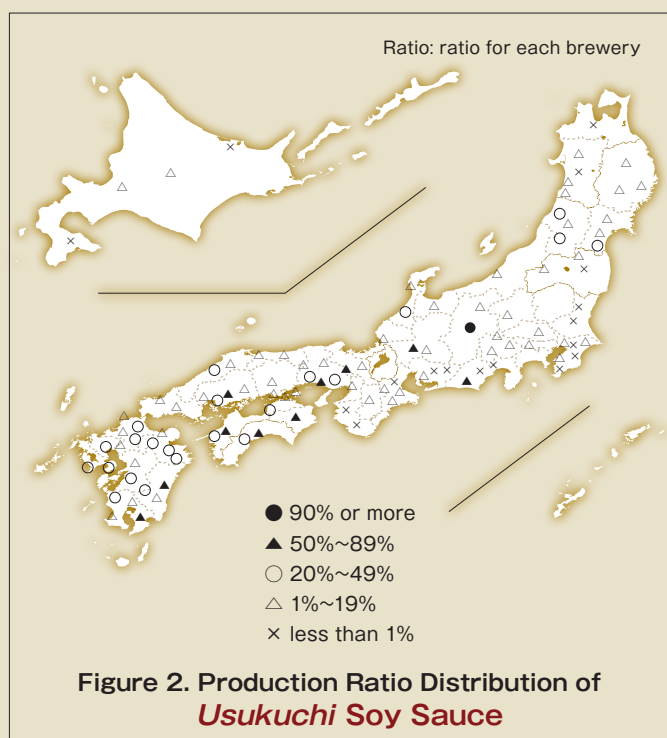 Ratio: ratio for each brewery
90% or more
50%~89%
20%~49%
1%~19%
less than 1%
Figure 2. Production Ratio Distribution of
Usukuchi Soy Sauce